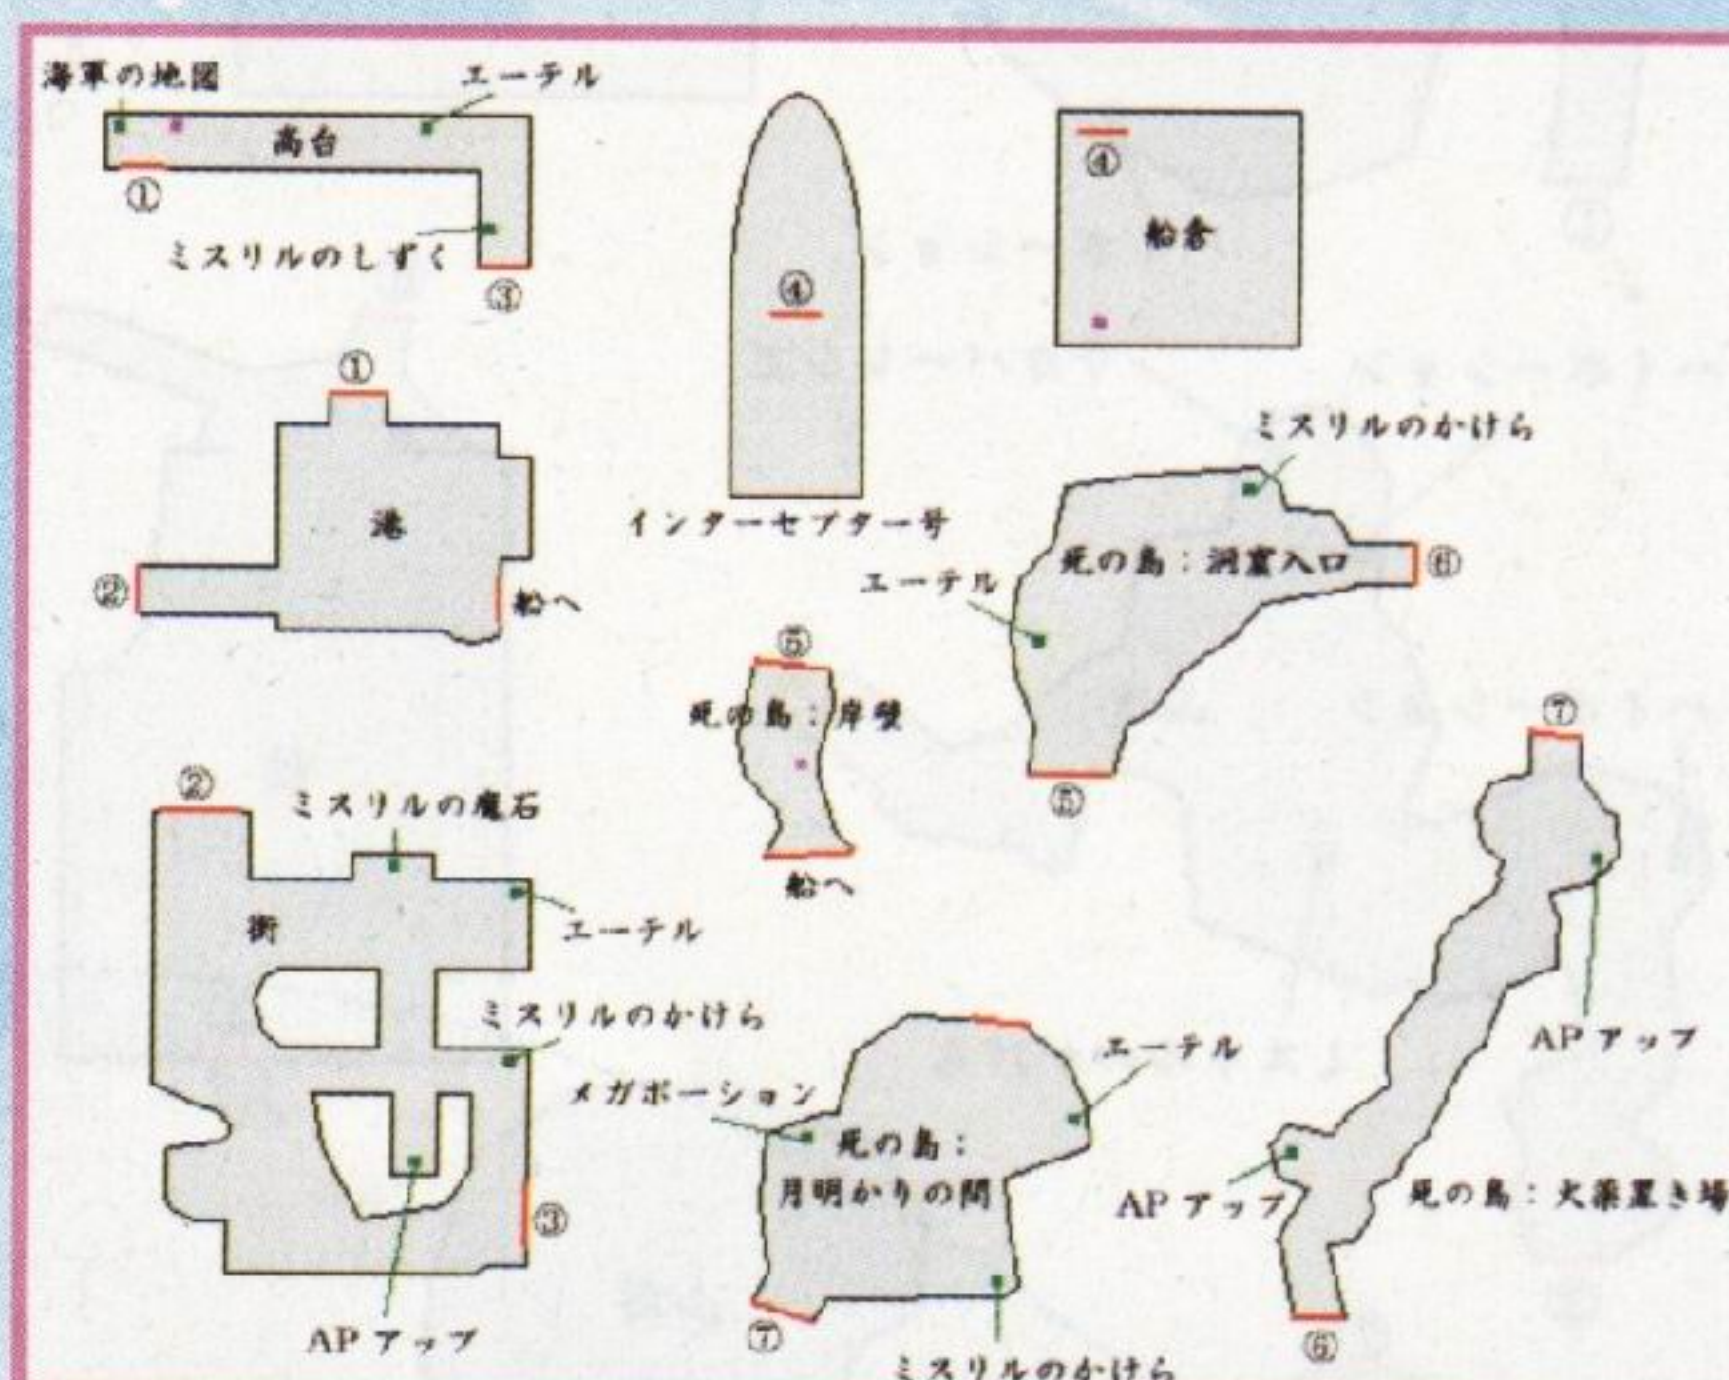 海軍の地図
エーテル
高台
①
ミスリルのしずく
③
④
インターセプター号
④
船倉
①
港
②
船へ
ミスリルのかけら
死の島：洞窟入口
⑥
エーテル
⑤
⑤
死の島：岸壁
船へ
②
ミスリルの魔石
街
エーテル
ミスリルのかけら
③
APアップ
メガポーション
エーテル
死の島：
月明かりの間
⑦
ミスリルのかけら
⑦
APアップ
APアップ
死の島：火薬置き場
⑥